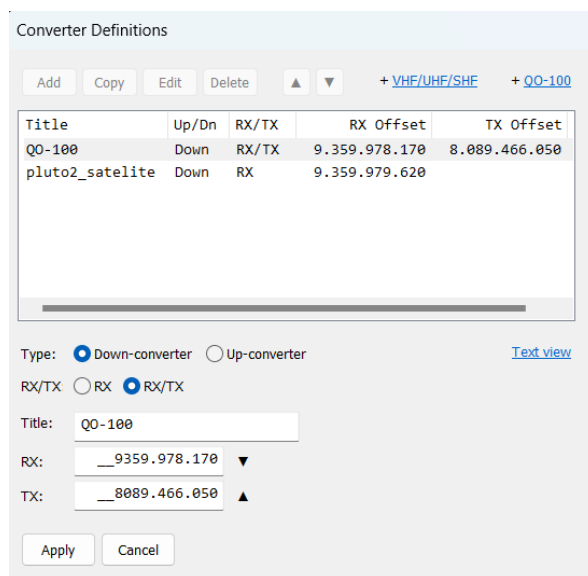 Converter Definitions
Add Copy Edit Delete ▲ ▼ + VHF/UHF/SHF + QO-100
Title Up/Dn RX/TX RX Offset TX Offset
QO-100 Down RX/TX 9.359.978.170 8.089.466.050
pluto2_satelite Down RX 9.359.979.620
Type: Down-converter Up-converter Text view
RX/TX: RX RX/TX
Title: QO-100
RX: __9359.978.170 ▼
TX: __8089.466.050 ▲
Apply Cancel